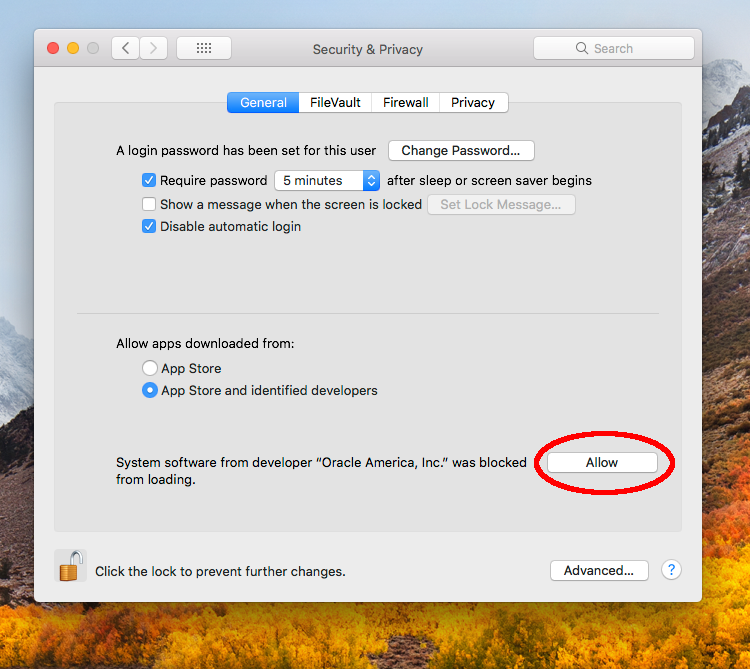 Security & Privacy
Search
General FileVault Firewall Privacy
A login password has been set for this user Change Password...
Require password 5 minutes after sleep or screen saver begins
Show a message when the screen is locked Set Lock Message...
Disable automatic login
Allow apps downloaded from:
App Store
App Store and identified developers
System software from developer “Oracle America, Inc.” was blocked
from loading.
Allow
Click the lock to prevent further changes.
Advanced...
?